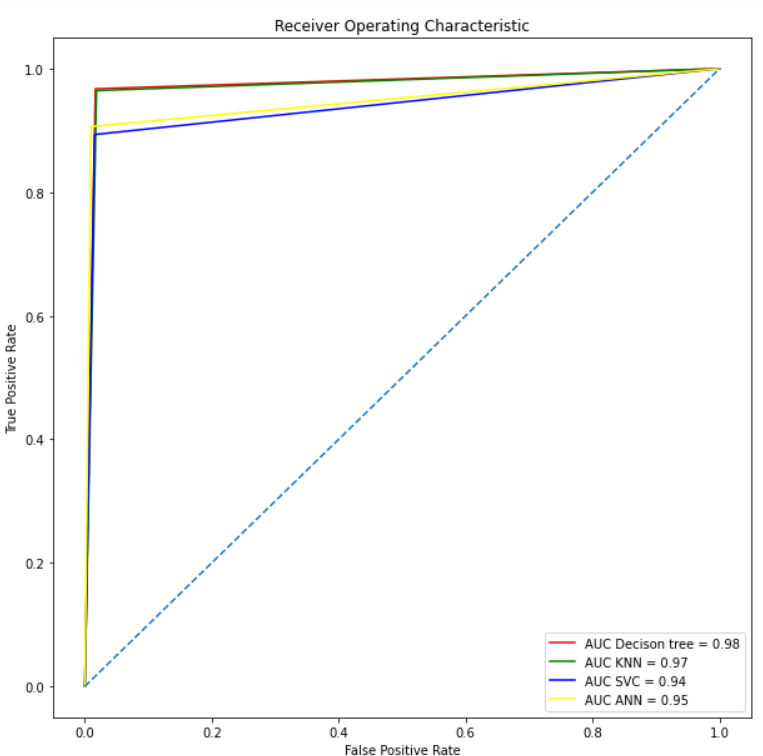 Receiver Operating Characteristic
1.0
0.8
0.6
0.4
0.2
0.0
True Positive Rate
AUC Decison tree = 0.98
AUC KNN = 0.97
AUC SVC = 0.94
AUC ANN = 0.95
0.0 0.2 0.4 0.6 0.8 1.0
False Positive Rate